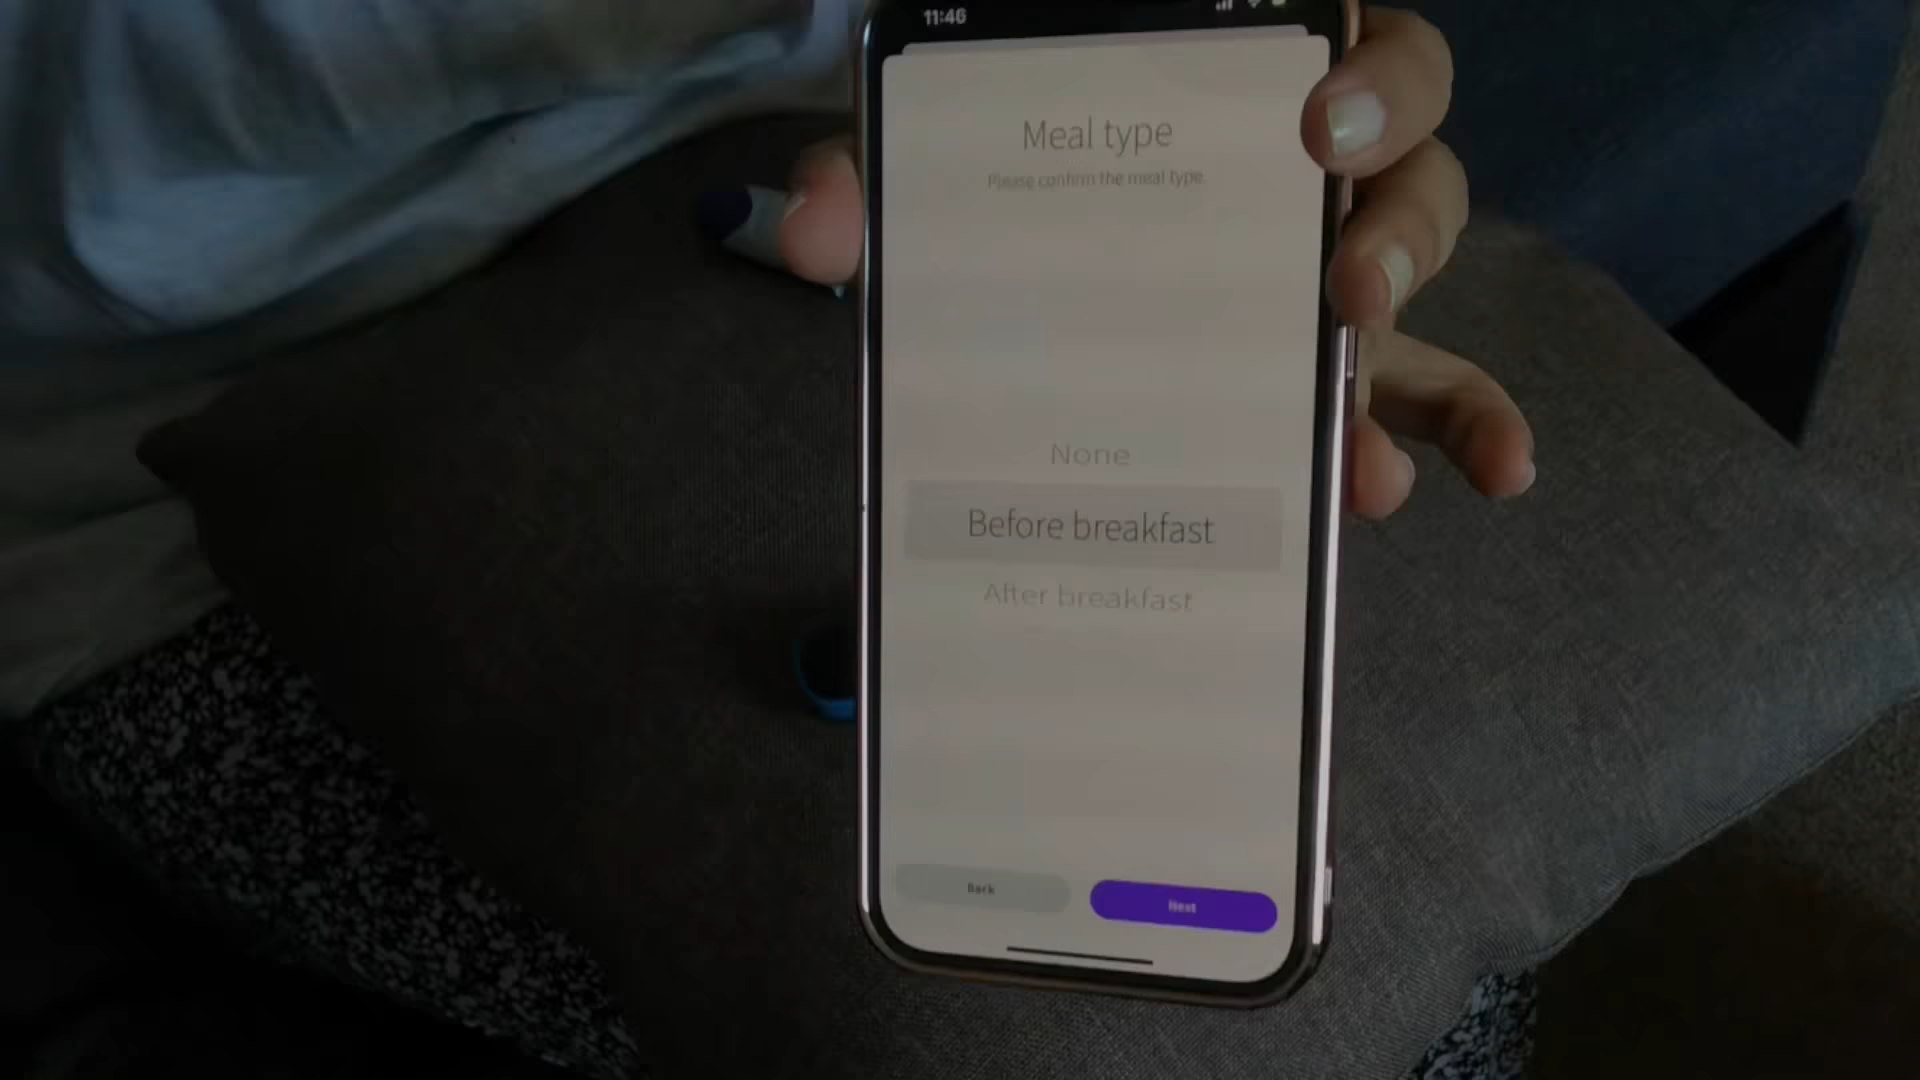 11:46
Meal type
Please confirm the meal type.
None
Before breakfast
After breakfast
Back
Next